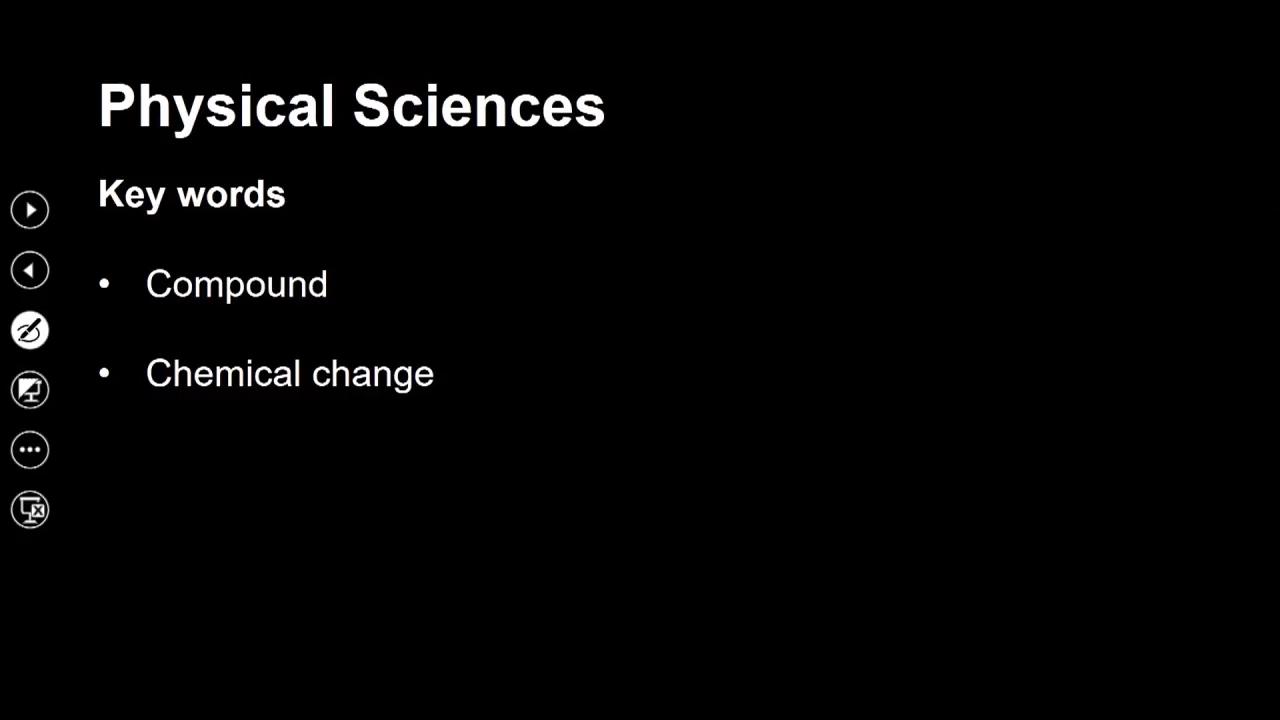 Physical Sciences
Key words
• Compound
• Chemical change